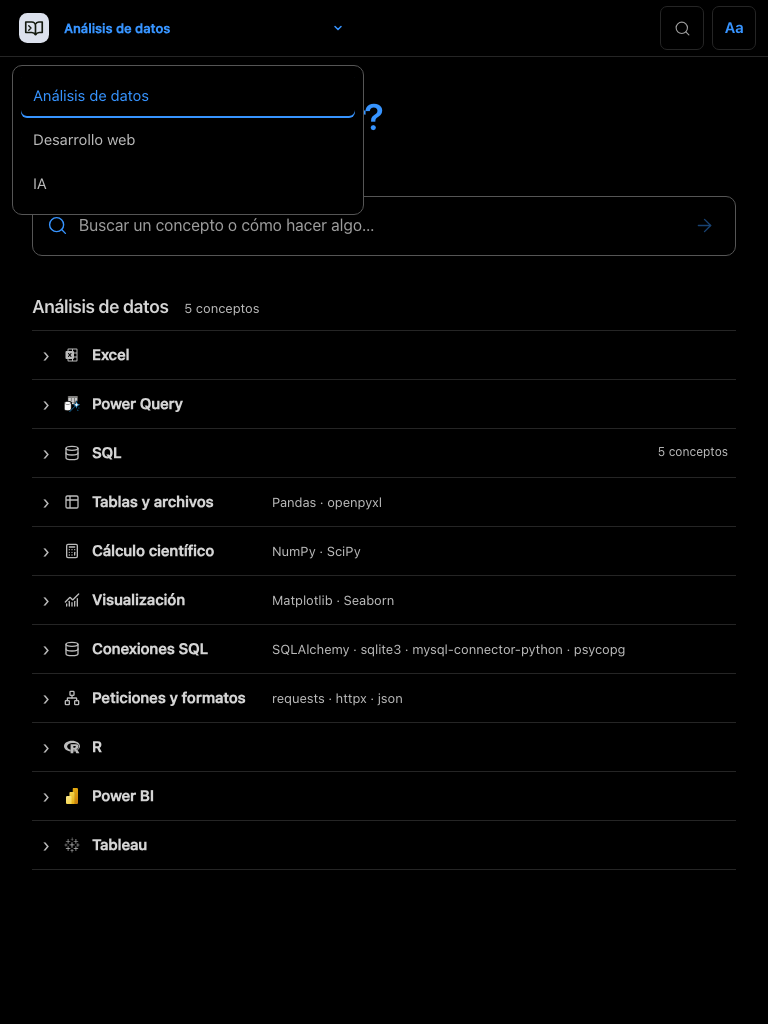 Análisis de datos
Aa
Análisis de datos
?
Desarrollo web
IA
Buscar un concepto o cómo hacer algo...
Análisis de datos 5 conceptos
Excel
Power Query
SQL 5 conceptos
Tablas y archivos Pandas · openpyxl
Cálculo científico NumPy · SciPy
Visualización Matplotlib · Seaborn
Conexiones SQL SQLAlchemy · sqlite3 · mysql-connector-python · psycopg
Peticiones y formatos requests · httpx · json
R
Power BI
Tableau